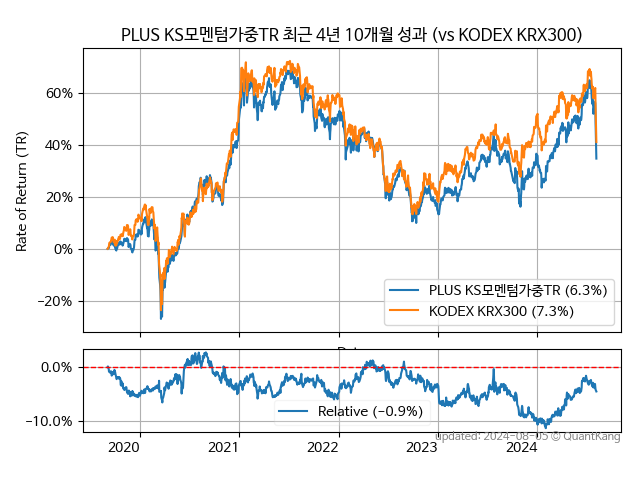 PLUS KS모멘텀가중TR 최근 4년 10개월 성과 (vs KODEX KRX300)
Rate of Return (TR)
60%
40%
20%
0%
−20%
PLUS KS모멘텀가중TR (6.3%)
KODEX KRX300 (7.3%)
0.0%
−10.0%
Relative (−0.9%)
2020 2021 2022 2023 2024
Updated: 2024-08-05 © QuantKang